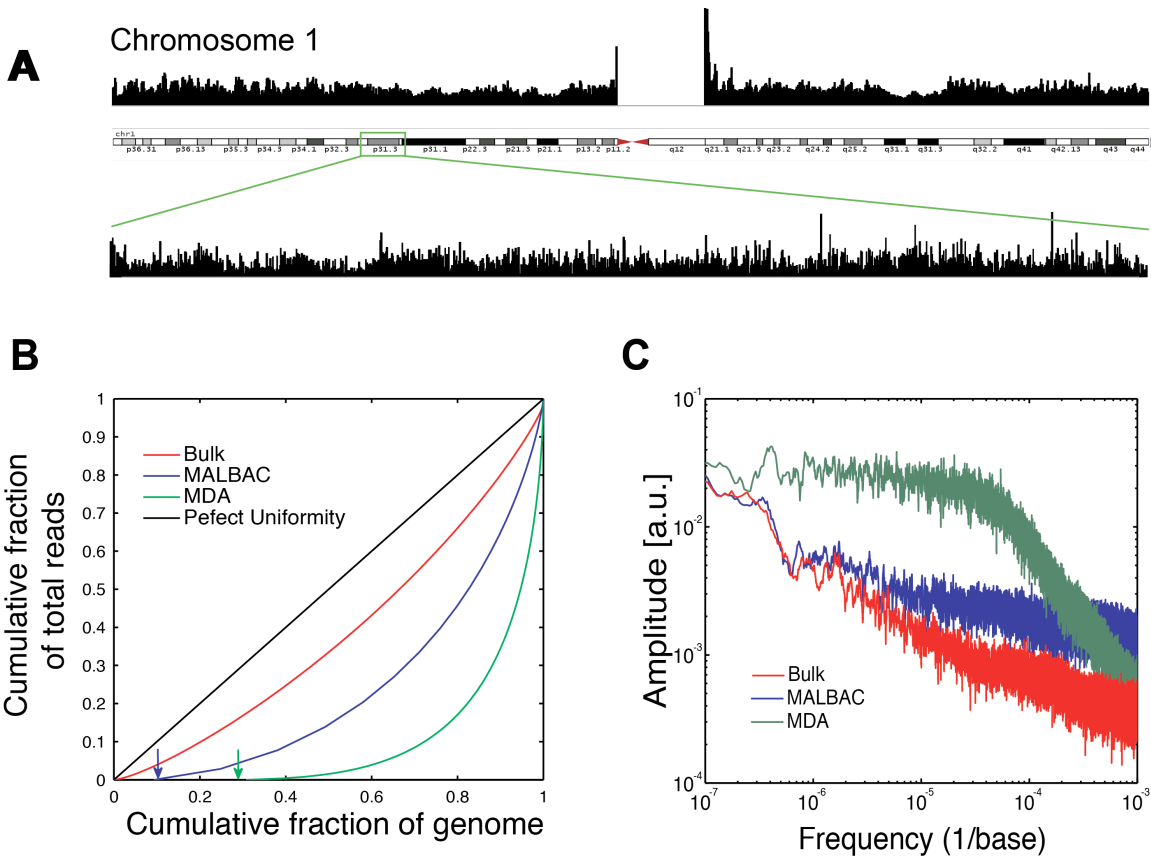 A
Chromosome 1
chr1
p36.31 p36.13 p35.3 p34.3 p34.1 p32.3 p31.3 p31.1 p22.3 p21.3 p21.1 p13.2 p11.2 q12 q21.1 q21.3 q23.2 q24.2 q25.2 q31.1 q31.3 q32.2 q41 q42.13 q43 q44
B
Cumulative fraction
of total reads
1
0.9
0.8
0.7
0.6
0.5
0.4
0.3
0.2
0.1
0
Bulk
MALBAC
MDA
Pefect Uniformity
0 0.2 0.4 0.6 0.8 1
Cumulative fraction of genome
C
Amplitude [a.u.]
10-1
10-2
10-3
10-4
Bulk
MALBAC
MDA
10-7 10-6 10-5 10-4 10-3
Frequency (1/base)